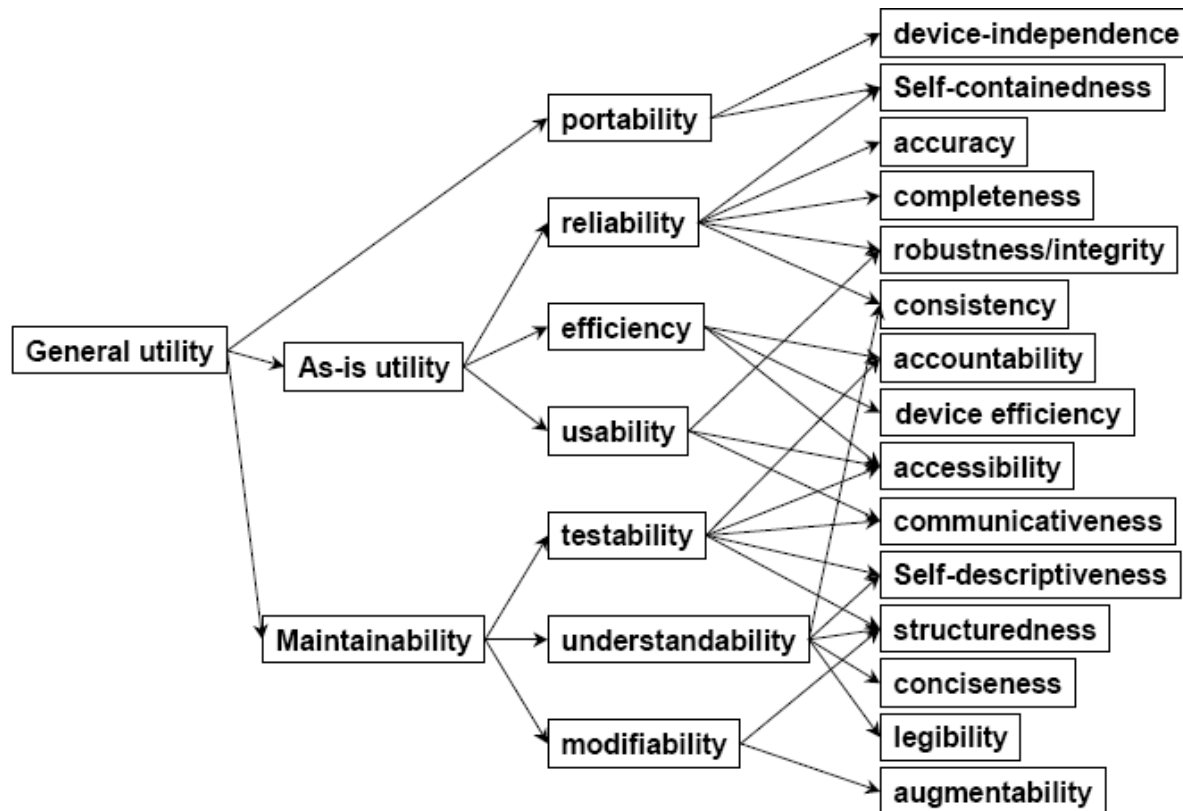 General utility
As-is utility
Maintainability
portability
reliability
efficiency
usability
testability
understandability
modifiability
device-independence
Self-containedness
accuracy
completeness
robustness/integrity
consistency
accountability
device efficiency
accessibility
communicativeness
Self-descriptiveness
structuredness
conciseness
legibility
augmentability